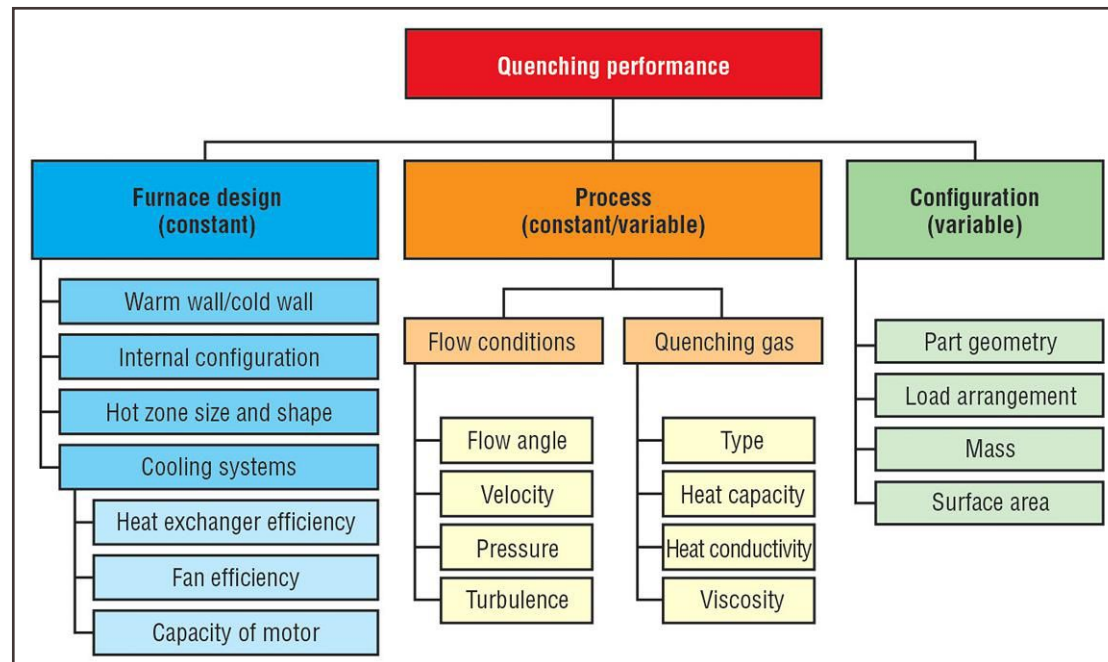 Quenching performance
Furnace design
(constant)
Warm wall/cold wall
Internal configuration
Hot zone size and shape
Cooling systems
Heat exchanger efficiency
Fan efficiency
Capacity of motor
Process
(constant/variable)
Flow conditions
Flow angle
Velocity
Pressure
Turbulence
Quenching gas
Type
Heat capacity
Heat conductivity
Viscosity
Configuration
(variable)
Part geometry
Load arrangement
Mass
Surface area